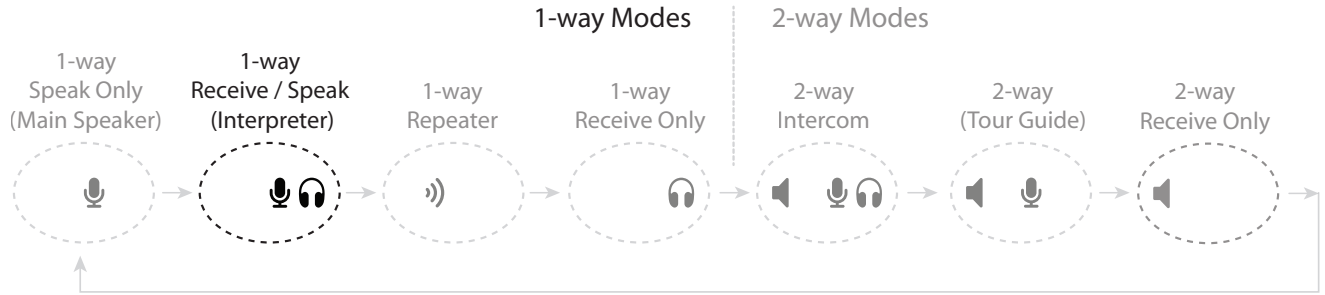 1-way Modes
2-way Modes
1-way
Speak Only
(Main Speaker)
1-way
Receive / Speak
(Interpreter)
1-way
Repeater
1-way
Receive Only
2-way
Intercom
2-way
(Tour Guide)
2-way
Receive Only